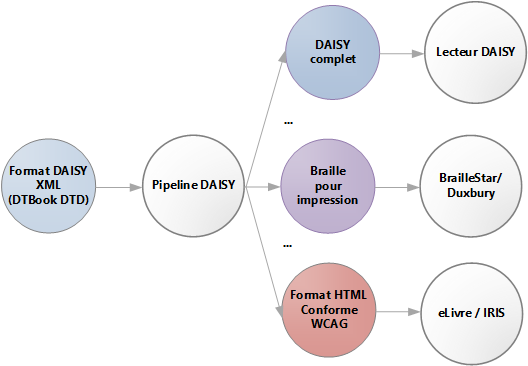 DAISY
complet
Lecteur DAISY
...
Format DAISY
XML
(DTBook DTD)
Pipeline DAISY
Braille
pour
impression
BrailleStar/
Duxbury
...
Format HTML
Conforme
WCAG
eLivre / IRIS